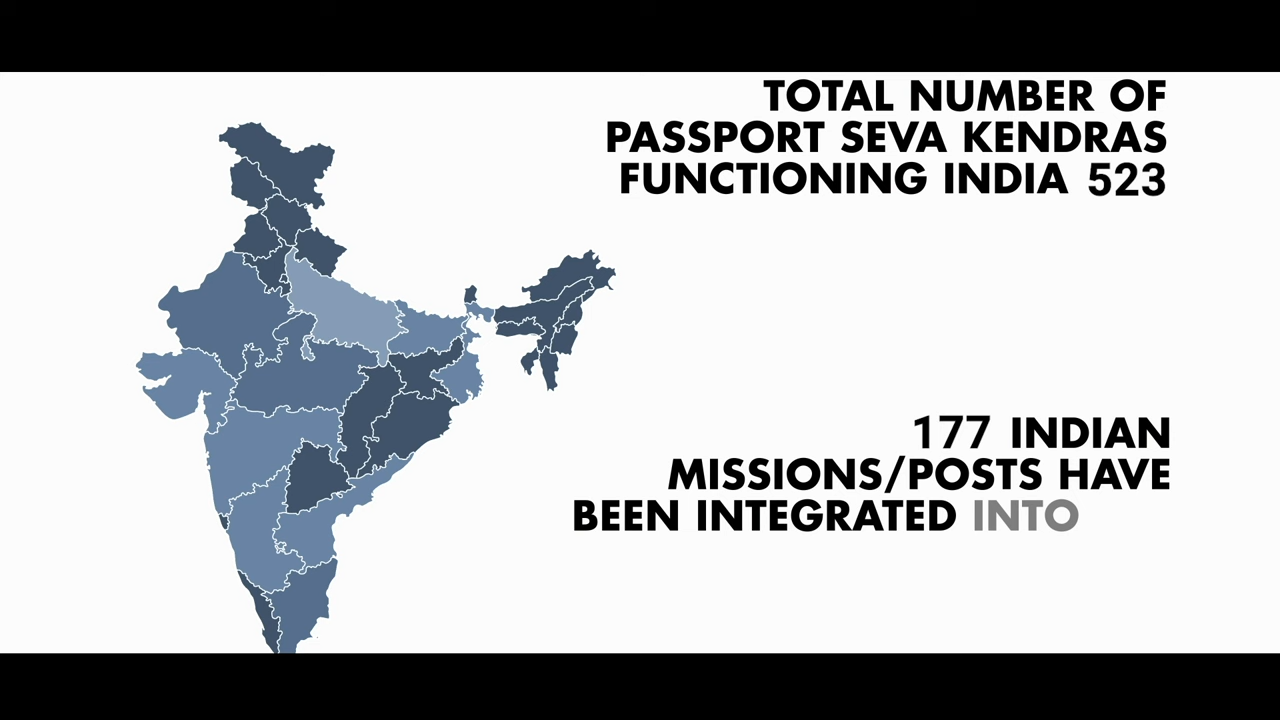 TOTAL NUMBER OF
PASSPORT SEVA KENDRAS
FUNCTIONING INDIA 523
177 INDIAN
MISSIONS/POSTS HAVE
BEEN INTEGRATED INTO